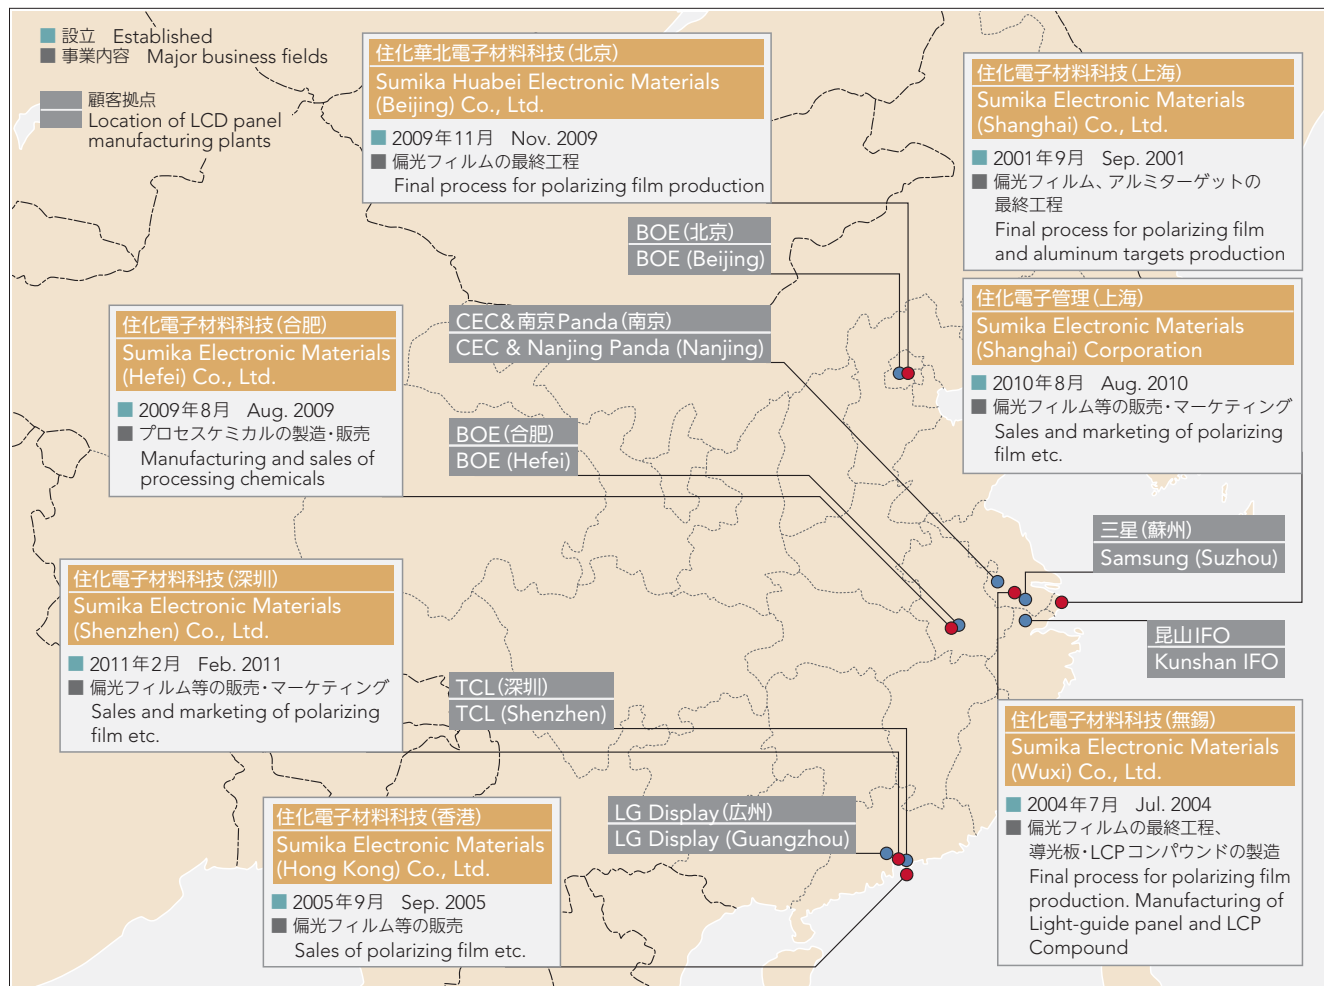 設立 Established
事業内容 Major business fields
顧客拠点
Location of LCD panel
manufacturing plants
住化華北電子材料科技(北京)
Sumika Huabei Electronic Materials
(Beijing) Co., Ltd.
2009年11月 Nov. 2009
偏光フィルムの最終工程
Final process for polarizing film production
住化電子材料科技(上海)
Sumika Electronic Materials
(Shanghai) Co., Ltd.
2001年9月 Sep. 2001
偏光フィルム、アルミターゲットの
最終工程
Final process for polarizing film
and aluminum targets production
BOE(北京)
BOE (Beijing)
住化電子管理(上海)
Sumika Electronic Materials
(Shanghai) Corporation
2010年8月 Aug. 2010
偏光フィルム等の販売・マーケティング
Sales and marketing of polarizing
film etc.
住化電子材料科技(合肥)
Sumika Electronic Materials
(Hefei) Co., Ltd.
2009年8月 Aug. 2009
プロセスケミカルの製造・販売
Manufacturing and sales of
processing chemicals
CEC&南京Panda(南京)
CEC & Nanjing Panda (Nanjing)
BOE(合肥)
BOE (Hefei)
三星(蘇州)
Samsung (Suzhou)
昆山IFO
Kunshan IFO
住化電子材料科技(深圳)
Sumika Electronic Materials
(Shenzhen) Co., Ltd.
2011年2月 Feb. 2011
偏光フィルム等の販売・マーケティング
Sales and marketing of polarizing
film etc.
TCL(深圳)
TCL (Shenzhen)
住化電子材料科技(無錫)
Sumika Electronic Materials
(Wuxi) Co., Ltd.
2004年7月 Jul. 2004
偏光フィルムの最終工程、
導光板・LCPコンパウンドの製造
Final process for polarizing film
production. Manufacturing of
Light-guide panel and LCP
Compound
住化電子材料科技(香港)
Sumika Electronic Materials
(Hong Kong) Co., Ltd.
2005年9月 Sep. 2005
偏光フィルム等の販売
Sales of polarizing film etc.
LG Display(広州)
LG Display (Guangzhou)